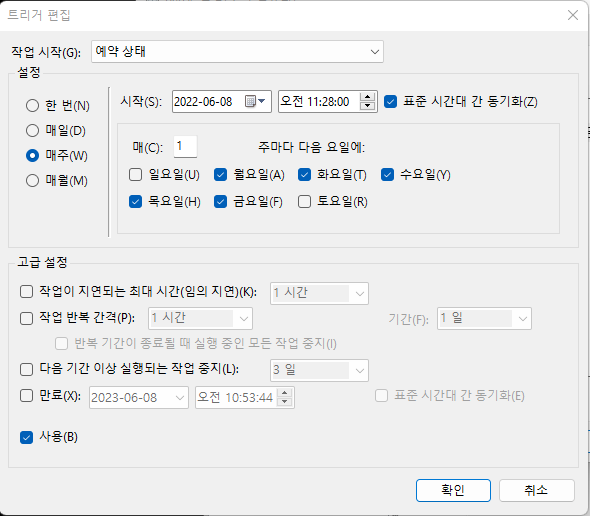 트리거 편집
작업 시작(G): 예약 상태
설정
한 번(N)
매일(D)
매주(W)
매월(M)
시작(S): 2022-06-08 오전 11:28:00 표준 시간대 간 동기화(Z)
매(C): 1 주마다 다음 요일에:
일요일(U) 월요일(A) 화요일(T) 수요일(Y)
목요일(H) 금요일(F) 토요일(R)
고급 설정
작업이 지연되는 최대 시간(임의 지연)(K): 1 시간
작업 반복 간격(P): 1 시간 기간(F): 1 일
반복 기간이 종료될 때 실행 중인 모든 작업 중지(I)
다음 기간 이상 실행되는 작업 중지(L): 3 일
만료(X): 2023-06-08 오전 10:53:44 표준 시간대 간 동기화(E)
사용(B)
확인 취소